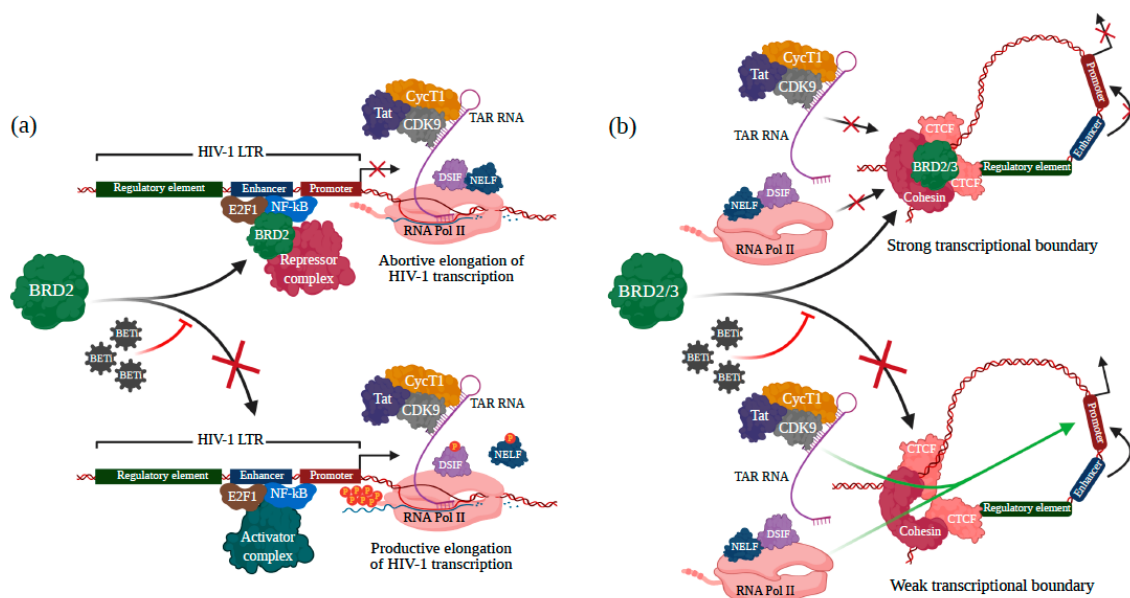 (a)
CycT1
Tat
CDK9
TAR RNA
HIV-1 LTR
DSIF
NELF
Regulatory element
Enhancer
Promoter
E2F1
NF-kB
BRD2
RNA Pol II
Repressor
complex
Abortive elongation of
HIV-1 transcription
BRD2
BETi
BETi
BETi
CycT1
Tat
CDK9
TAR RNA
HIV-1 LTR
P
DSIF
P
NELF
Regulatory element
Enhancer
Promoter
E2F1
NF-kB
P P P
P P P
P
RNA Pol II
Activator
complex
Productive elongation
of HIV-1 transcription
(b)
CycT1
Tat
CDK9
TAR RNA
Promoter
Enhancer
CTCF
BRD2/3
CTCF
Cohesin
Regulatory element
DSIF
NELF
RNA Pol II
Strong transcriptional boundary
BRD2/3
BETi
BETi
BETi
CycT1
Tat
CDK9
TAR RNA
Promoter
Enhancer
CTCF
CTCF
Cohesin
Regulatory element
DSIF
NELF
RNA Pol II
Weak transcriptional boundary